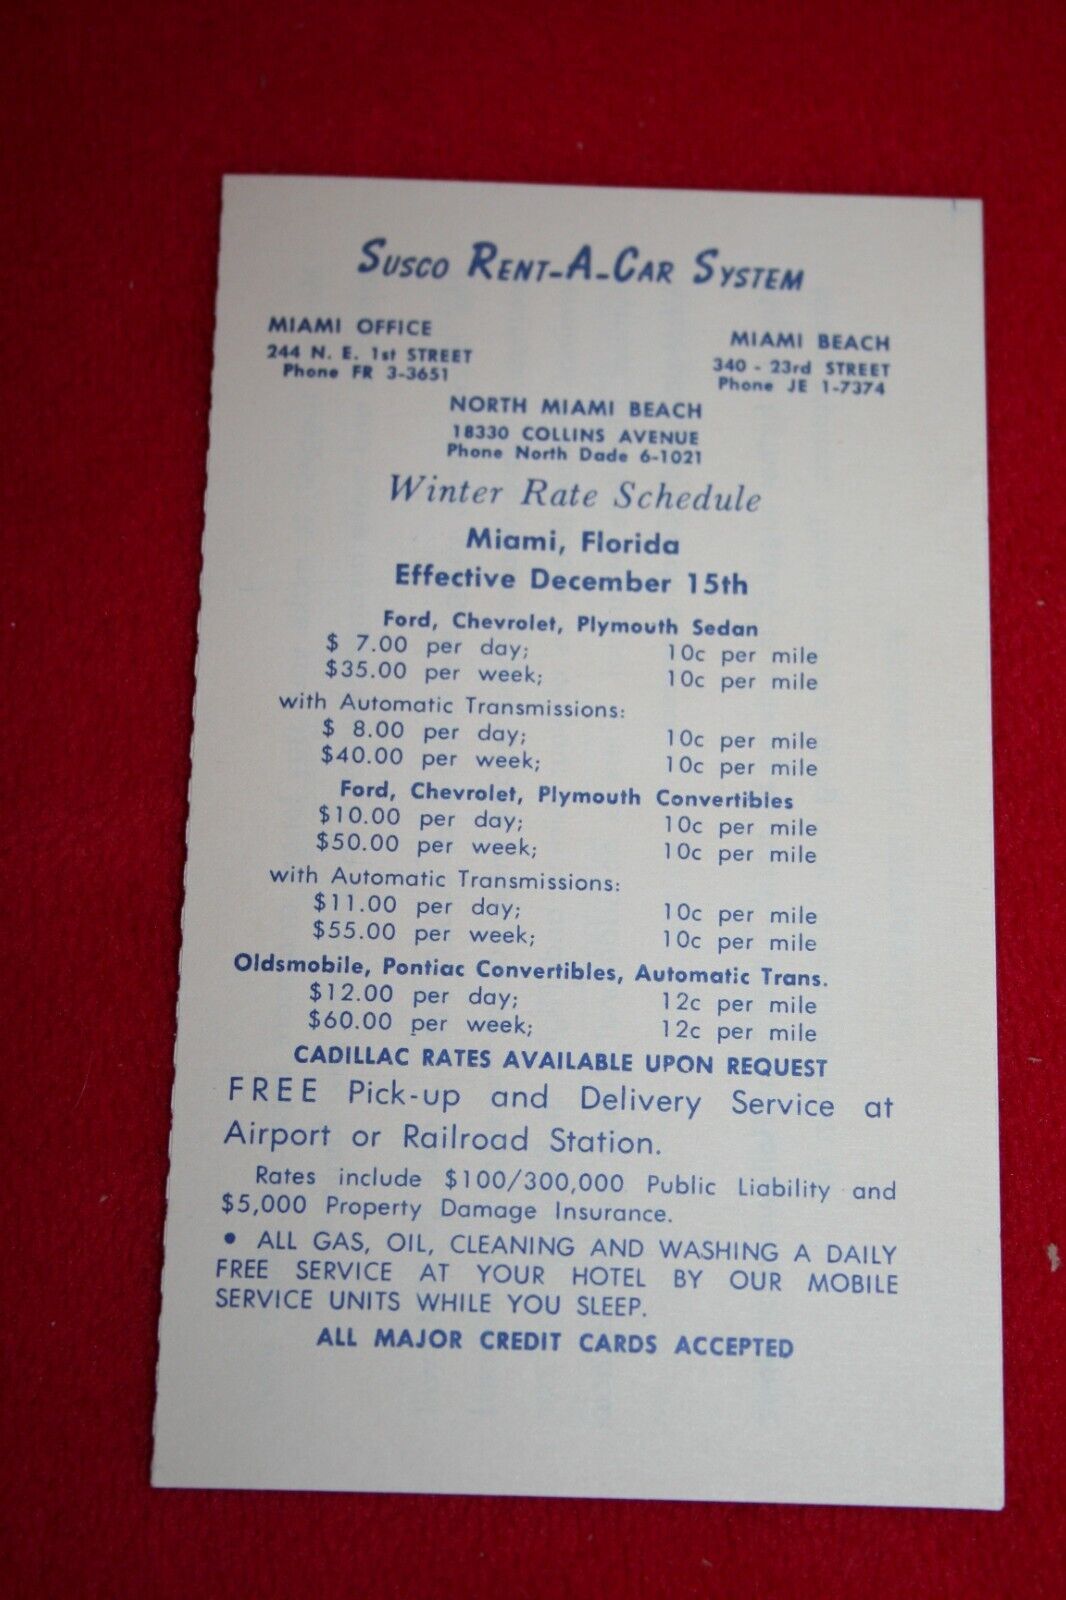 Susco Rent-A-Car System
MIAMI OFFICE
244 N. E. 1st STREET
Phone FR 3-3651
MIAMI BEACH
340 - 23rd STREET
Phone JE 1-7374
NORTH MIAMI BEACH
18330 COLLINS AVENUE
Phone North Dade 6-1021
Winter Rate Schedule
Miami, Florida
Effective December 15th
Ford, Chevrolet, Plymouth Sedan
$ 7.00 per day; 10c per mile
$35.00 per week; 10c per mile
with Automatic Transmissions:
$ 8.00 per day; 10c per mile
$40.00 per week; 10c per mile
Ford, Chevrolet, Plymouth Convertibles
$10.00 per day; 10c per mile
$50.00 per week; 10c per mile
with Automatic Transmissions:
$11.00 per day; 10c per mile
$55.00 per week; 10c per mile
Oldsmobile, Pontiac Convertibles, Automatic Trans.
$12.00 per day; 12c per mile
$60.00 per week; 12c per mile
CADILLAC RATES AVAILABLE UPON REQUEST
FREE Pick-up and Delivery Service at
Airport or Railroad Station.
Rates include $100/300,000 Public Liability and
$5,000 Property Damage Insurance.
• ALL GAS, OIL, CLEANING AND WASHING A DAILY
FREE SERVICE AT YOUR HOTEL BY OUR MOBILE
SERVICE UNITS WHILE YOU SLEEP.
ALL MAJOR CREDIT CARDS ACCEPTED